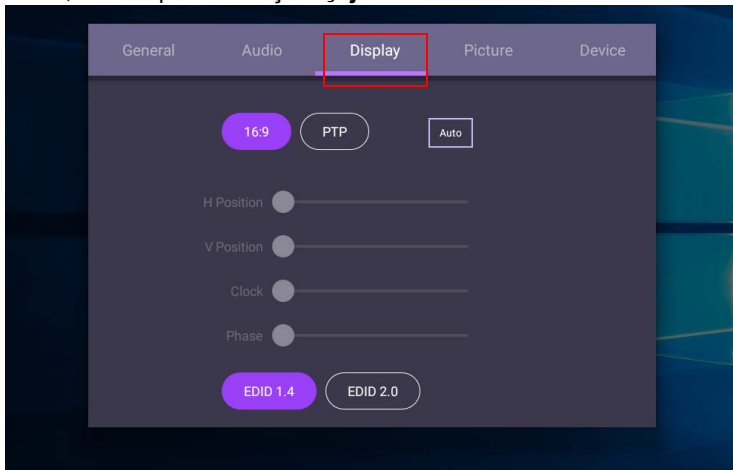 General Audio Display Picture Device
16:9 PTP Auto
H Position
V Position
Clock
Phase
EDID 1.4 EDID 2.0